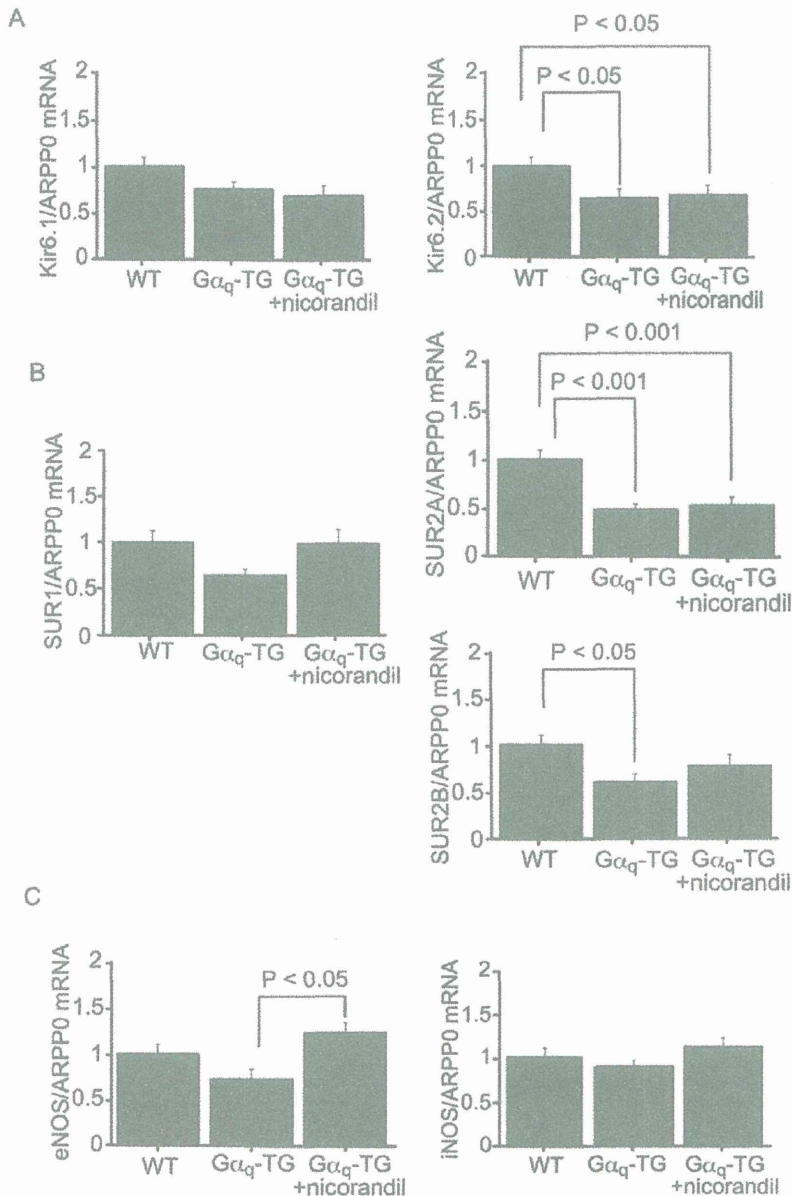 A
Kir6.1/ARPP0 mRNA
2
1.5
1
0.5
0
WT
Gαq-TG
Gαq-TG
+nicorandil
P < 0.05
P < 0.05
Kir6.2/ARPP0 mRNA
2
1.5
1
0.5
0
WT
Gαq-TG
Gαq-TG
+nicorandil
B
SUR1/ARPP0 mRNA
2
1.5
1
0.5
0
WT
Gαq-TG
Gαq-TG
+nicorandil
P < 0.001
P < 0.001
SUR2A/ARPP0 mRNA
2
1.5
1
0.5
0
WT
Gαq-TG
Gαq-TG
+nicorandil
P < 0.05
SUR2B/ARPP0 mRNA
2
1.5
1
0.5
0
WT
Gαq-TG
Gαq-TG
+nicorandil
C
P < 0.05
eNOS/ARPP0 mRNA
2
1.5
1
0.5
0
WT
Gαq-TG
Gαq-TG
+nicorandil
iNOS/ARPP0 mRNA
2
1.5
1
0.5
0
WT
Gαq-TG
Gαq-TG
+nicorandil